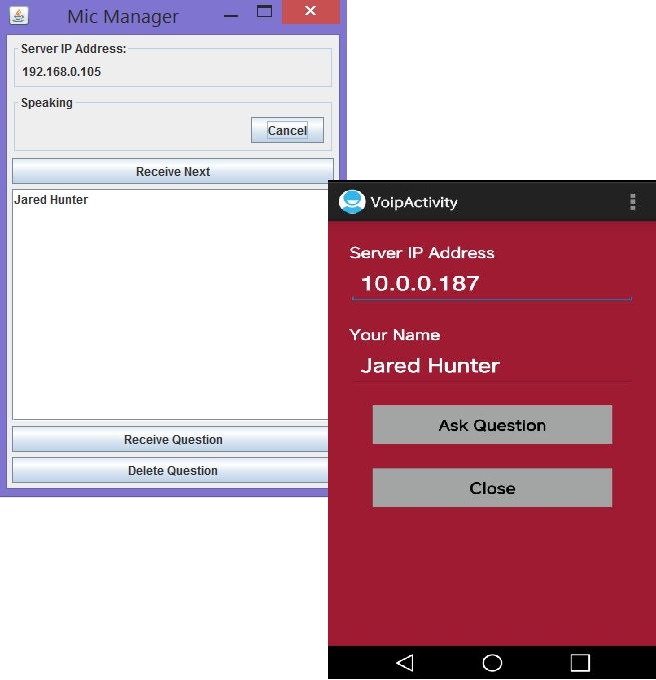 Mic Manager
Server IP Address:
192.168.0.105
Speaking
Cancel
Receive Next
Jared Hunter
Receive Question
Delete Question
VoipActivity
Server IP Address
10.0.0.187
Your Name
Jared Hunter
Ask Question
Close